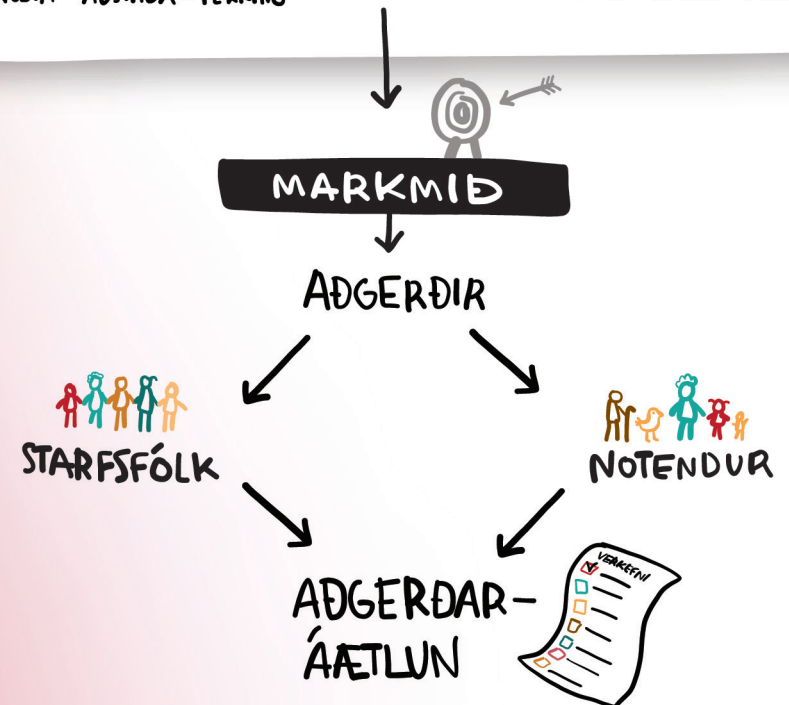 MARKMIÐ
AÐGERÐIR
STARFSFÓLK
NOTENDUR
AÐGERÐAR-
ÁÆTLUN
VERKEFNI